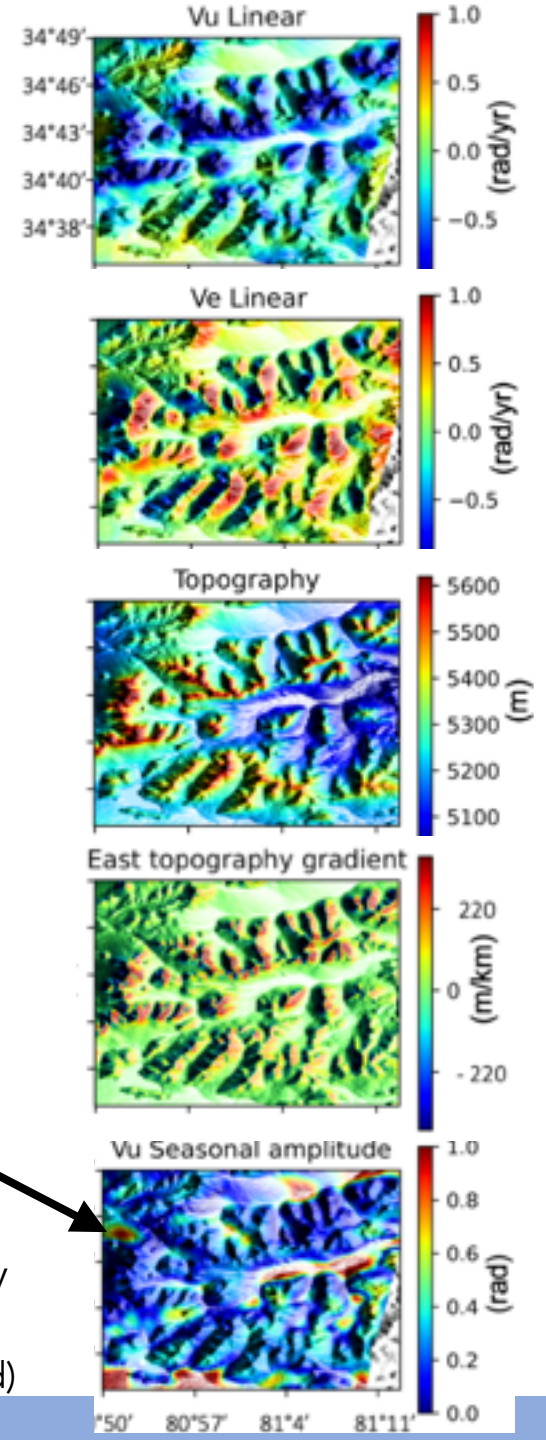 Vu Linear
34°49′
34°46′
34°43′
34°40′
34°38′
1.0
0.5
0.0
−0.5
(rad/yr)
Ve Linear
1.0
0.5
0.0
−0.5
(rad/yr)
Topography
5600
5500
5400
5300
5200
5100
(m)
East topography gradient
220
0
- 220
(m/km)
Vu Seasonal amplitude
1.0
0.8
0.6
0.4
0.2
0.0
(rad)
/
d)
°50′ 80°57′ 81°4′ 81°11′